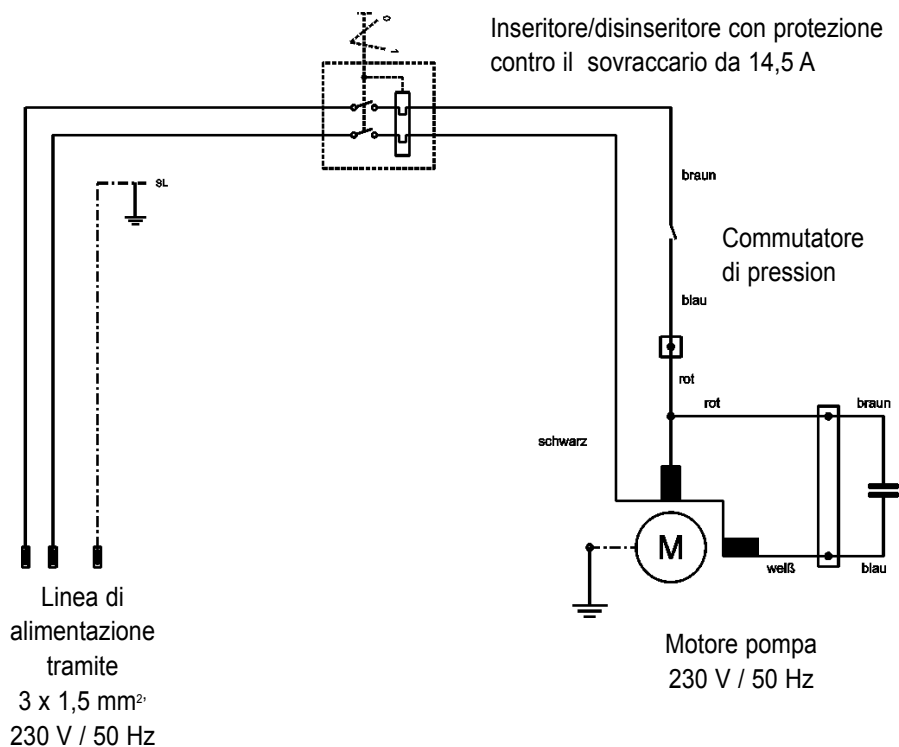 Inseritore/disinseritore con protezione
contro il sovraccario da 14,5 A
SL
braun
Commutatore
di pression
blau
rot
rot
braun
schwarz
M
weiß
blau
Linea di
alimentazione
tramite
3 x 1,5 mm²,
230 V / 50 Hz
Motore pompa
230 V / 50 Hz